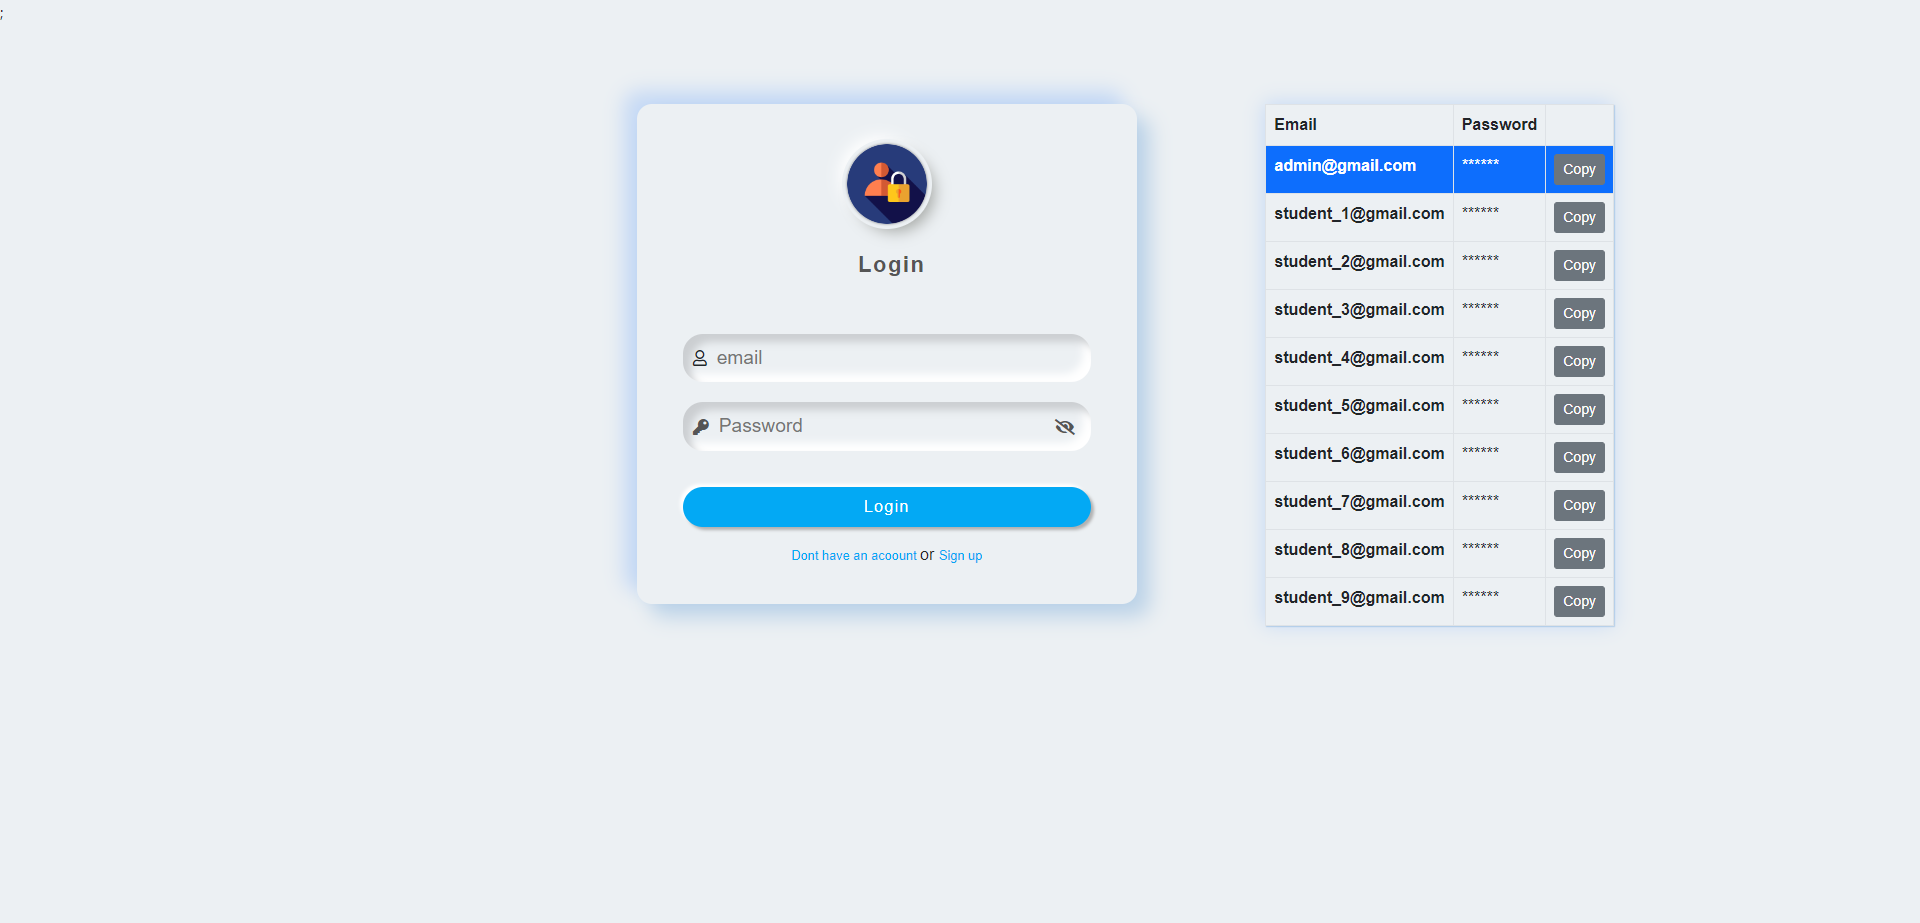 ;
Login
email
Password
Login
Dont have an acoount or Sign up
Email Password
admin@gmail.com ****** Copy
student_1@gmail.com ****** Copy
student_2@gmail.com ****** Copy
student_3@gmail.com ****** Copy
student_4@gmail.com ****** Copy
student_5@gmail.com ****** Copy
student_6@gmail.com ****** Copy
student_7@gmail.com ****** Copy
student_8@gmail.com ****** Copy
student_9@gmail.com ****** Copy